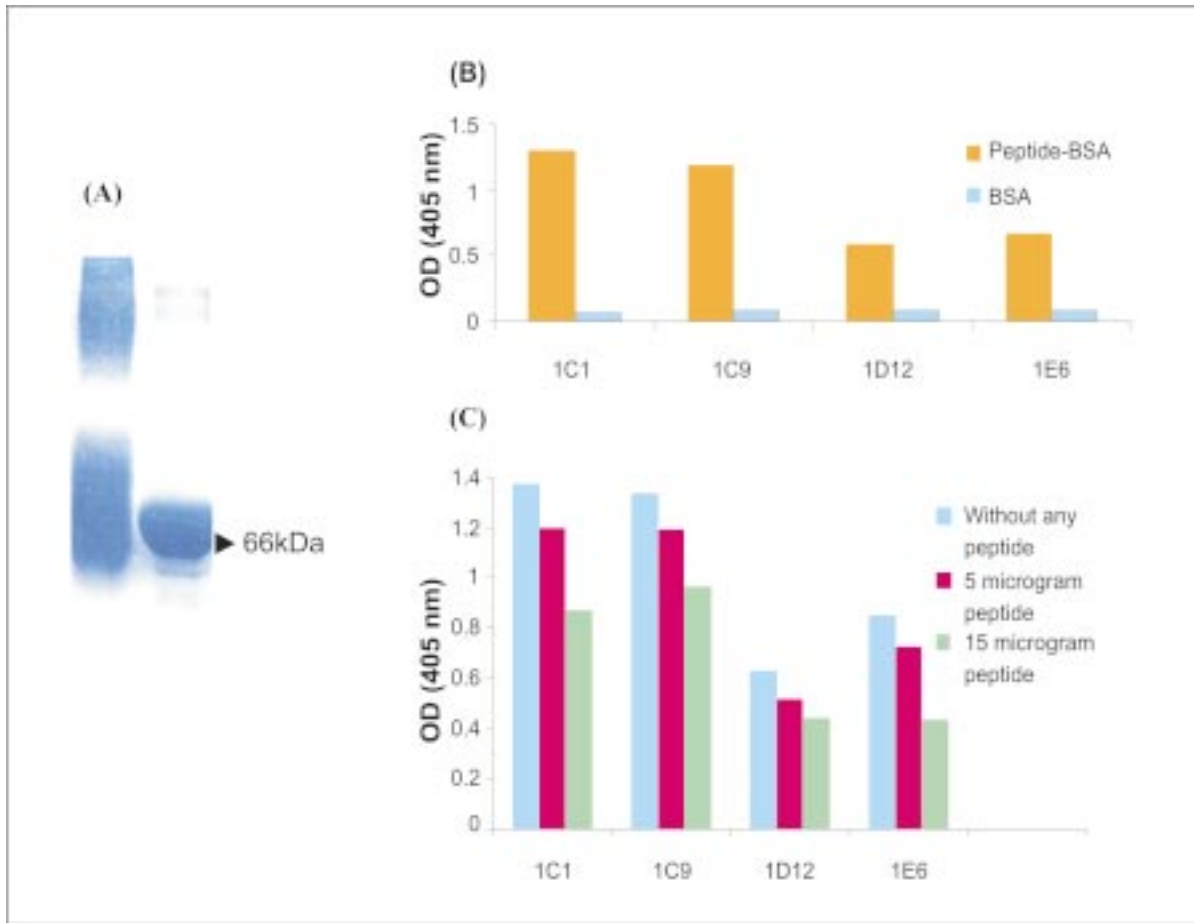 (A)
66kDa
(B)
OD (405 nm)
1.5
1
0.5
0
1C1 1C9 1D12 1E6
Peptide-BSA
BSA
(C)
OD (405 nm)
1.4
1.2
1
0.8
0.6
0.4
0.2
0
1C1 1C9 1D12 1E6
Without any
peptide
5 microgram
peptide
15 microgram
peptide